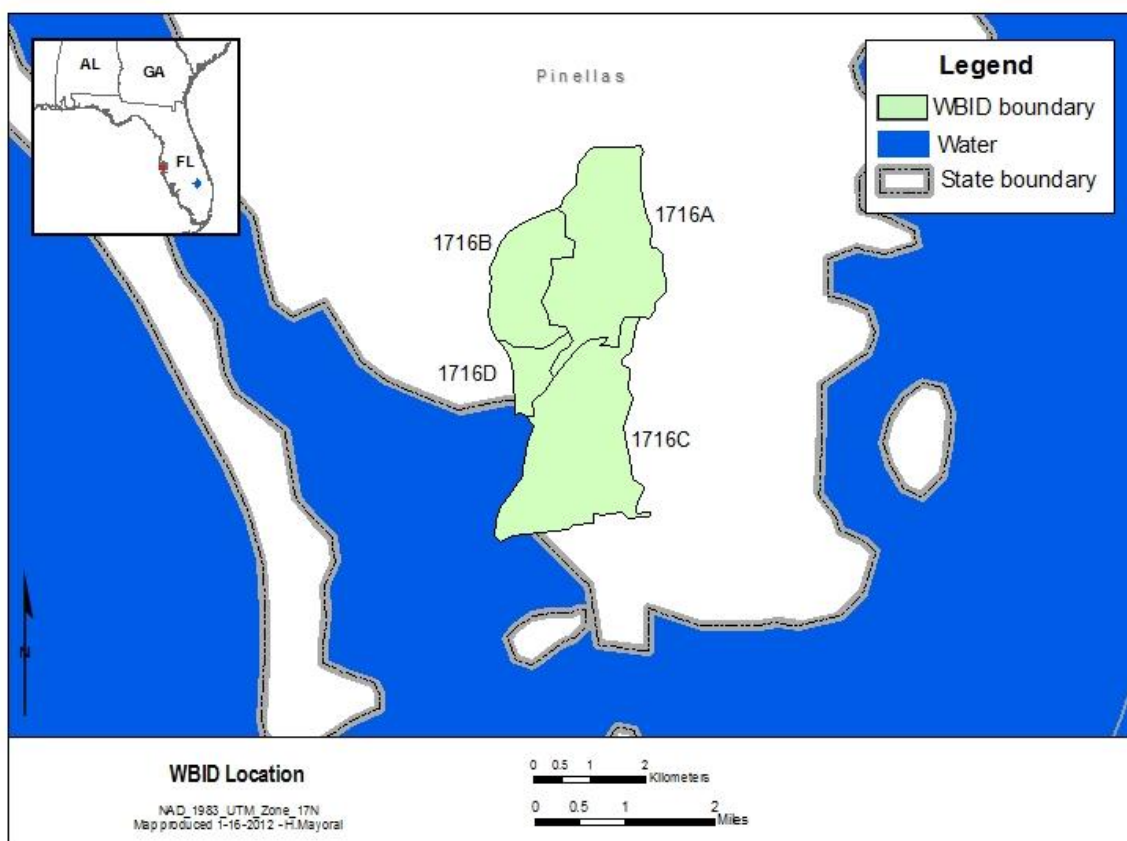 AL
GA
FL
Pinellas
Legend
WBID boundary
Water
State boundary
1716A
1716B
1716D
1716C
N
WBID Location
NAD_1983_UTM_Zone_17N
Map produced 1-16-2012 - H.Mayoral
0 0.5 1 2
Kilometers
0 0.5 1 2
Miles